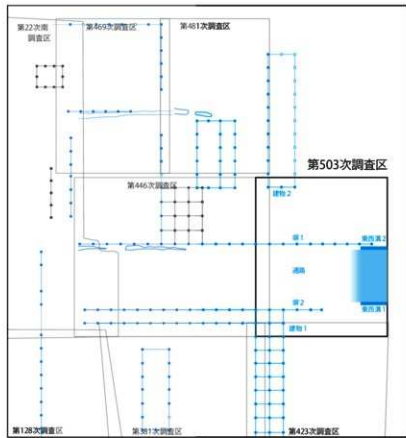 第22次南
調査区
第469次調査区
第481次調査区
第503次調査区
第446次調査区
建物2
塀1
東西溝2
通路
塀2
東西溝1
建物1
第128次調査区
第381次調査区
第423次調査区